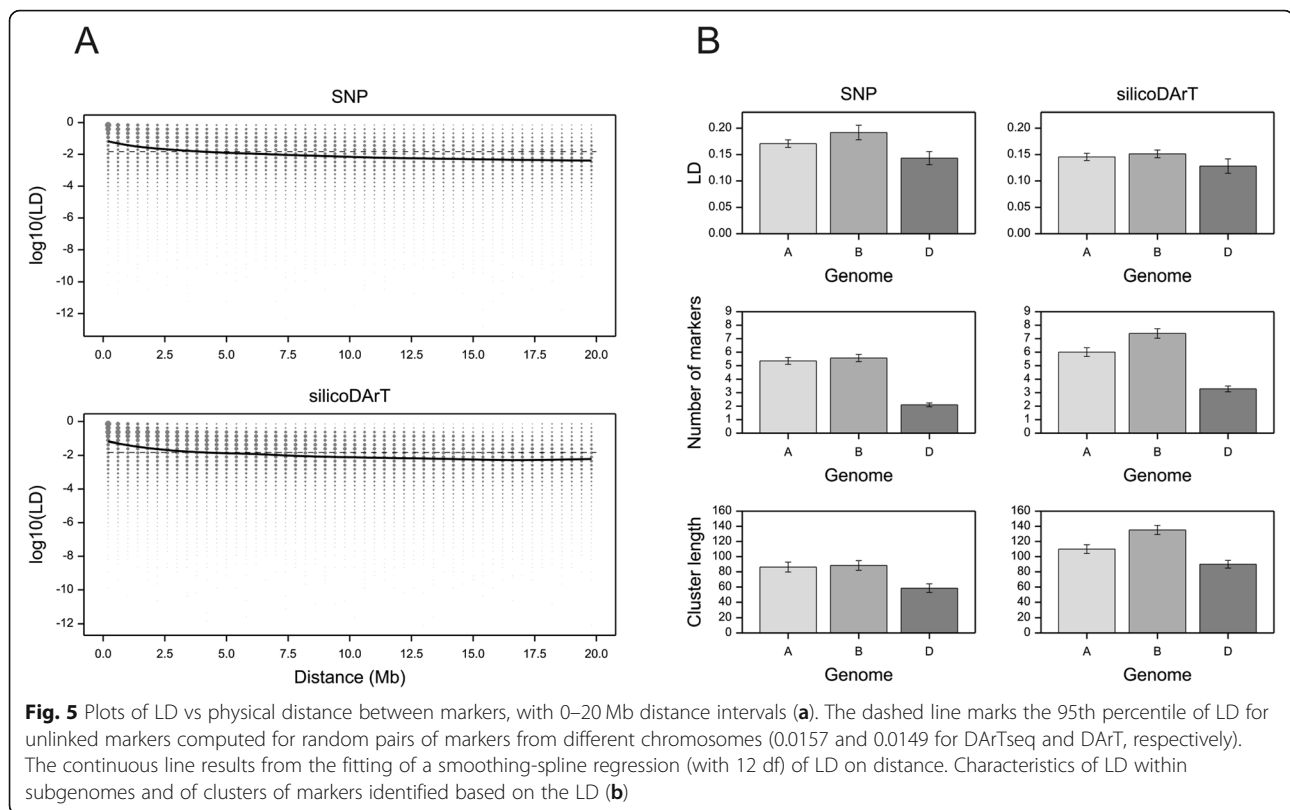 A
SNP
log10(LD)
0
-2
-4
-6
-8
-10
-12
0.0 2.5 5.0 7.5 10.0 12.5 15.0 17.5 20.0
silicoDArT
log10(LD)
0
-2
-4
-6
-8
-10
-12
0.0 2.5 5.0 7.5 10.0 12.5 15.0 17.5 20.0
Distance (Mb)
B
SNP
LD
0.20
0.15
0.10
0.05
0.00
A B D
Genome
silicoDArT
0.20
0.15
0.10
0.05
0.00
A B D
Genome
Number of markers
9
8
7
6
5
4
3
2
1
0
A B D
Genome
9
8
7
6
5
4
3
2
1
0
A B D
Genome
Cluster length
160
140
120
100
80
60
40
20
0
A B D
Genome
160
140
120
100
80
60
40
20
0
A B D
Genome
Fig. 5 Plots of LD vs physical distance between markers, with 0–20 Mb distance intervals (a). The dashed line marks the 95th percentile of LD for
unlinked markers computed for random pairs of markers from different chromosomes (0.0157 and 0.0149 for DArTseq and DArT, respectively).
The continuous line results from the fitting of a smoothing-spline regression (with 12 df) of LD on distance. Characteristics of LD within
subgenomes and of clusters of markers identified based on the LD (b)